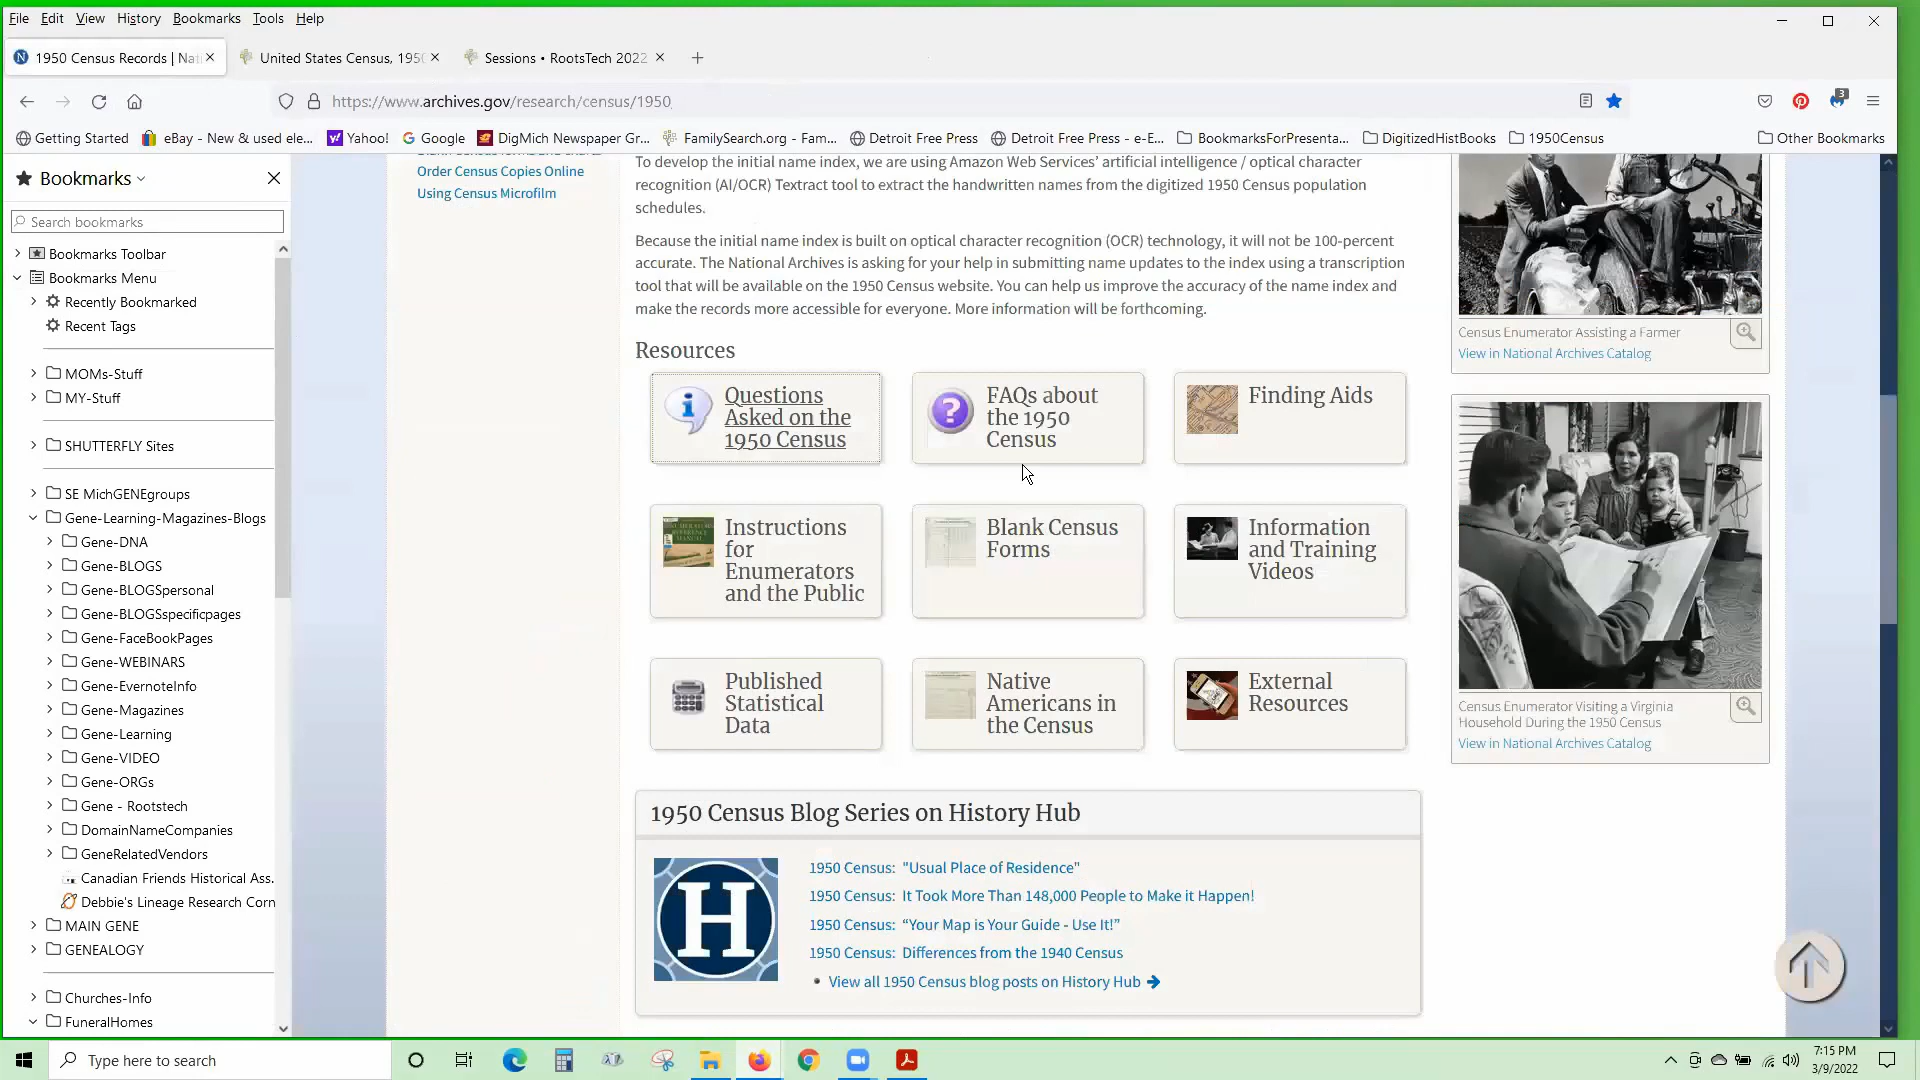 File Edit View History Bookmarks Tools Help
1950 Census Records | Nat
United States Census, 195
Sessions • RootsTech 2022
https://www.archives.gov/research/census/1950
3
Getting Started
eBay - New & used ele...
Yahoo!
Google
DigMich Newspaper Gr...
FamilySearch.org - Fam...
Detroit Free Press
Detroit Free Press - e-E...
BookmarksForPresenta...
DigitizedHistBooks
1950Census
Other Bookmarks
Bookmarks
Search bookmarks
Bookmarks Toolbar
Bookmarks Menu
Recently Bookmarked
Recent Tags
MOMs-Stuff
MY-Stuff
SHUTTERFLY Sites
SE MichGENEgroups
Gene-Learning-Magazines-Blogs
Gene-DNA
Gene-BLOGS
Gene-BLOGSpersonal
Gene-BLOGSspecificpages
Gene-FaceBookPages
Gene-WEBINARS
Gene-EvernoteInfo
Gene-Magazines
Gene-Learning
Gene-VIDEO
Gene-ORGs
Gene - Rootstech
DomainNameCompanies
GeneRelatedVendors
Canadian Friends Historical Ass.
Debbie's Lineage Research Corn
MAIN GENE
GENEALOGY
Churches-Info
FuneralHomes
Order Census Copies Online
Using Census Microfilm
To develop the initial name index, we are using Amazon Web Services' artificial intelligence / optical character
recognition (AI/OCR) Textract tool to extract the handwritten names from the digitized 1950 Census population
schedules.
Because the initial name index is built on optical character recognition (OCR) technology, it will not be 100-percent
accurate. The National Archives is asking for your help in submitting name updates to the index using a transcription
tool that will be available on the 1950 Census website. You can help us improve the accuracy of the name index and
make the records more accessible for everyone. More information will be forthcoming.
Resources
Questions
Asked on the
1950 Census
FAQs about
the 1950
Census
Finding Aids
Instructions
for
Enumerators
and the Public
Blank Census
Forms
Information
and Training
Videos
Published
Statistical
Data
Native
Americans in
the Census
External
Resources
1950 Census Blog Series on History Hub
H
1950 Census: "Usual Place of Residence"
1950 Census: It Took More Than 148,000 People to Make it Happen!
1950 Census: “Your Map is Your Guide - Use It!”
1950 Census: Differences from the 1940 Census
• View all 1950 Census blog posts on History Hub
Census Enumerator Assisting a Farmer
View in National Archives Catalog
Census Enumerator Visiting a Virginia
Household During the 1950 Census
View in National Archives Catalog
Type here to search
7:15 PM
3/9/2022